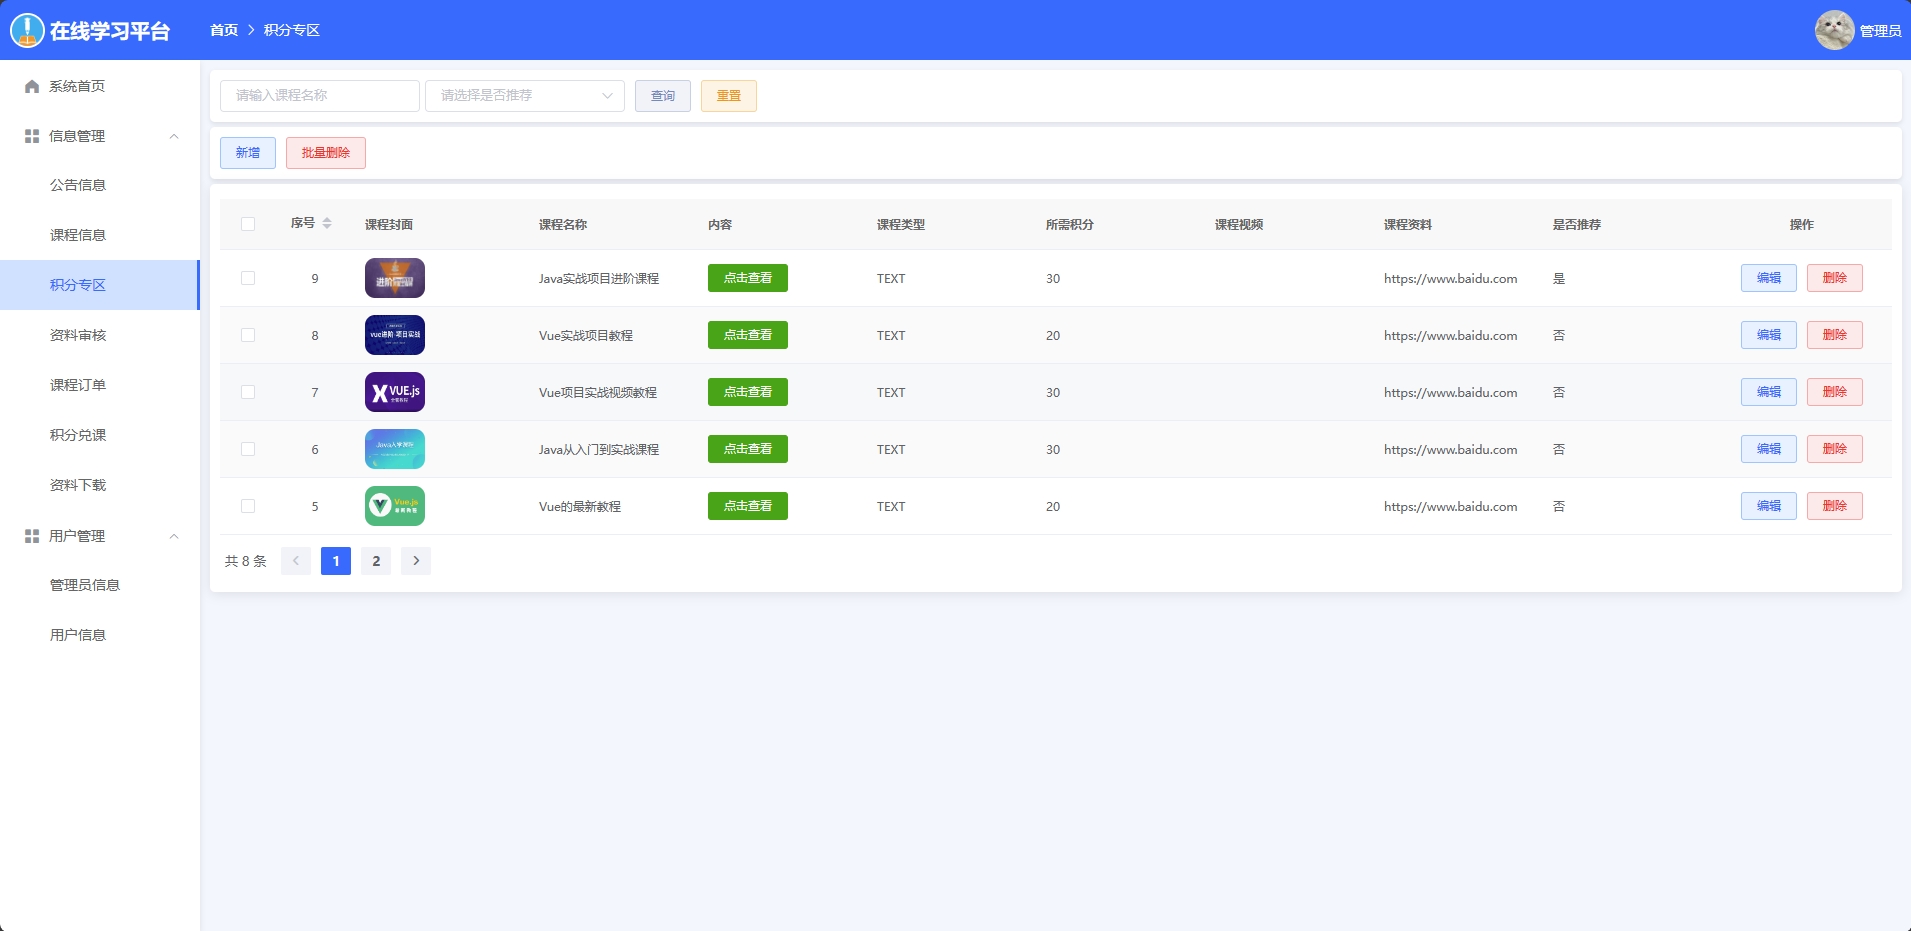 在线学习平台
首页 > 积分专区
管理员
系统首页
信息管理
公告信息
课程信息
积分专区
资料审核
课程订单
积分兑课
资料下载
用户管理
管理员信息
用户信息
请输入课程名称
请选择是否推荐
查询
重置
新增
批量删除
序号 课程封面 课程名称 内容 课程类型 所需积分 课程视频 课程资料 是否推荐 操作
9 进阶 Java实战项目进阶课程 点击查看 TEXT 30 https://www.baidu.com 是 编辑 删除
8 vue进阶 项目实战 Vue实战项目教程 点击查看 TEXT 20 https://www.baidu.com 否 编辑 删除
7 X VUE.js Vue项目实战视频教程 点击查看 TEXT 30 https://www.baidu.com 否 编辑 删除
6 Java从入门到实战课程 点击查看 TEXT 30 https://www.baidu.com 否 编辑 删除
5 Vue.js Vue的最新教程 点击查看 TEXT 20 https://www.baidu.com 否 编辑 删除
共 8 条 < 1 2 >